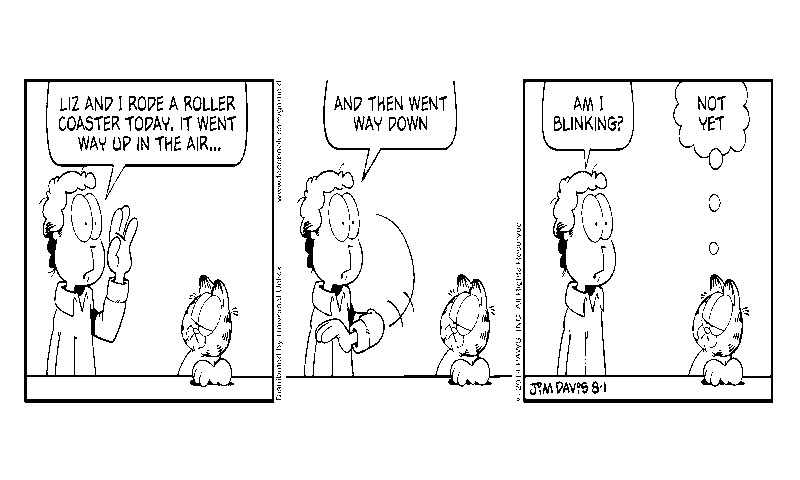 LIZ AND I RODE A ROLLER
COASTER TODAY. IT WENT
WAY UP IN THE AIR...
AND THEN WENT
WAY DOWN
AM I
BLINKING?
NOT
YET
JIM DAVIS 8-1